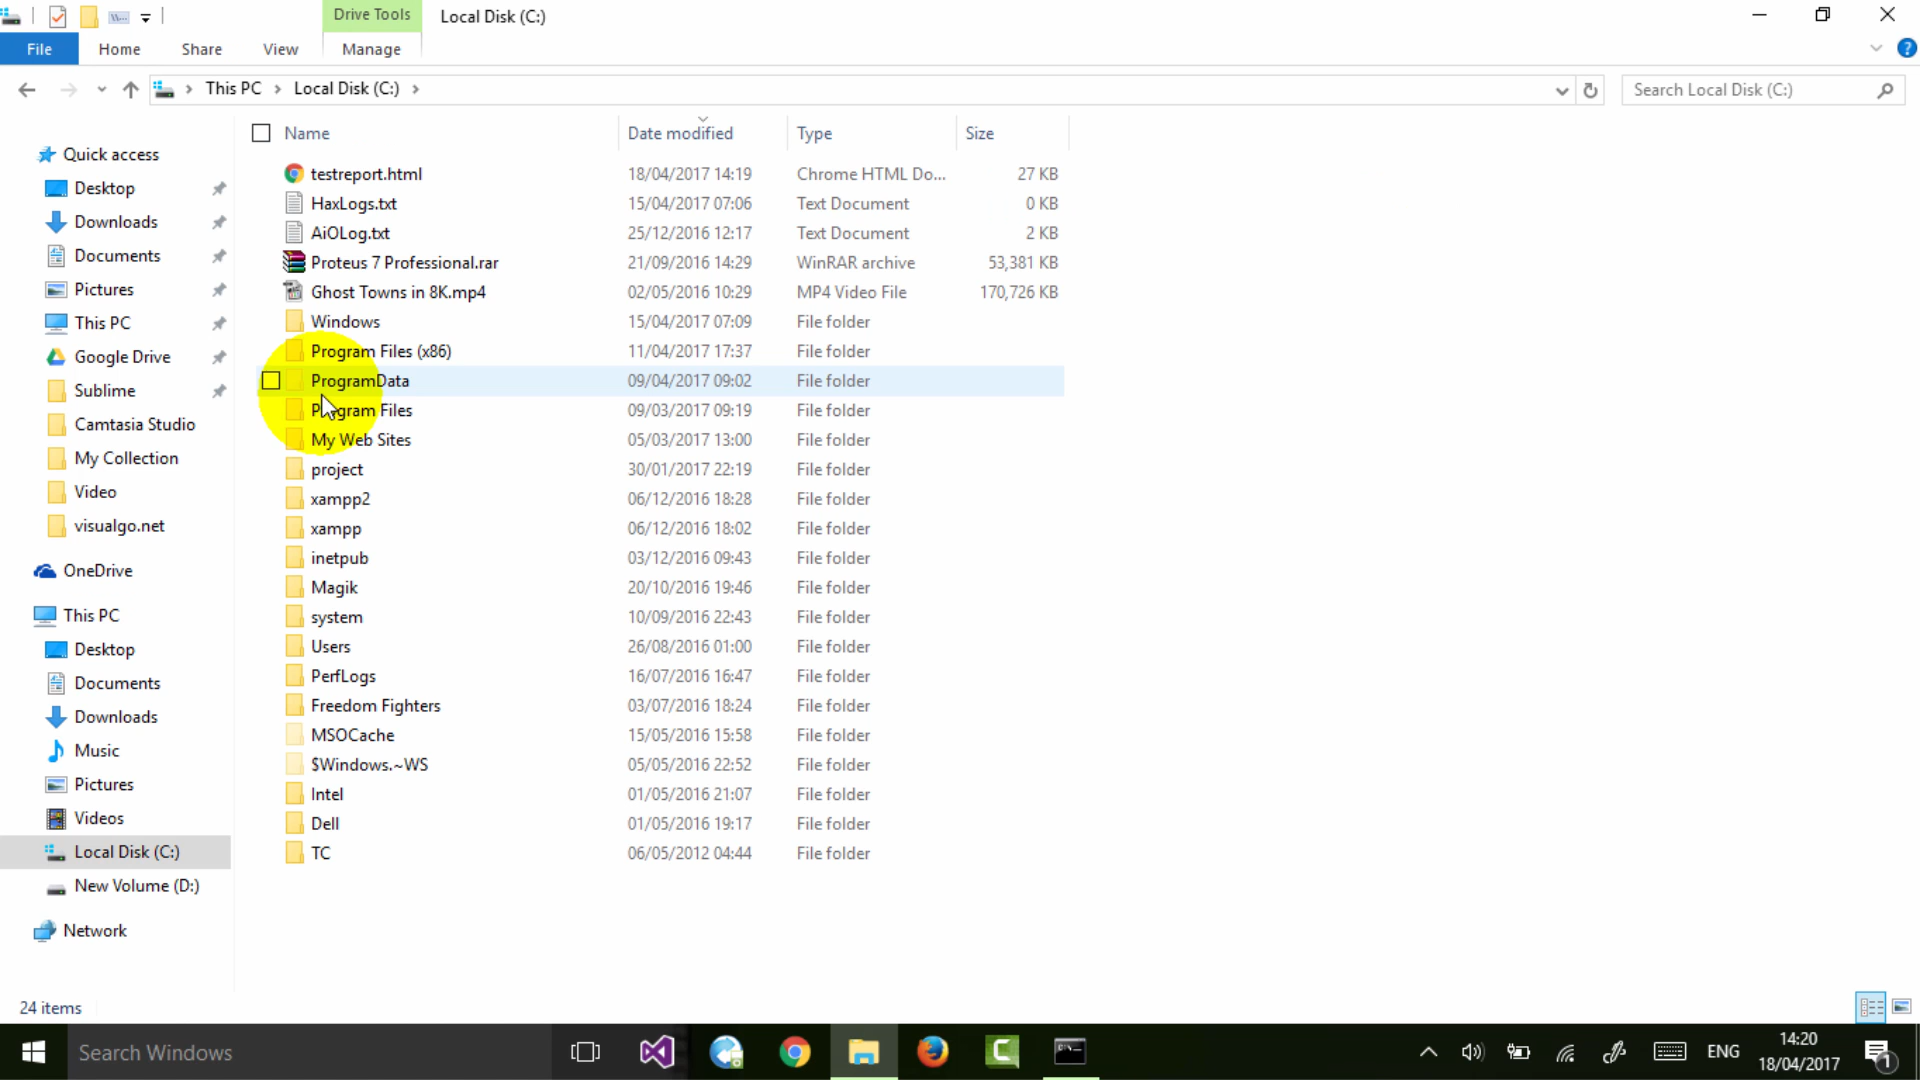 Drive Tools
Local Disk (C:)
File
Home
Share
View
Manage
This PC
Local Disk (C:)
Search Local Disk (C:)
Name
Date modified
Type
Size
Quick access
Desktop
Downloads
Documents
Pictures
This PC
Google Drive
Sublime
Camtasia Studio
My Collection
Video
visualgo.net
OneDrive
This PC
Desktop
Documents
Downloads
Music
Pictures
Videos
Local Disk (C:)
New Volume (D:)
Network
testreport.html 18/04/2017 14:19 Chrome HTML Do... 27 KB
HaxLogs.txt 15/04/2017 07:06 Text Document 0 KB
AiOLog.txt 25/12/2016 12:17 Text Document 2 KB
Proteus 7 Professional.rar 21/09/2016 14:29 WinRAR archive 53,381 KB
Ghost Towns in 8K.mp4 02/05/2016 10:29 MP4 Video File 170,726 KB
Windows 15/04/2017 07:09 File folder
Program Files (x86) 11/04/2017 17:37 File folder
ProgramData 09/04/2017 09:02 File folder
Program Files 09/03/2017 09:19 File folder
My Web Sites 05/03/2017 13:00 File folder
project 30/01/2017 22:19 File folder
xampp2 06/12/2016 18:28 File folder
xampp 06/12/2016 18:02 File folder
inetpub 03/12/2016 09:43 File folder
Magik 20/10/2016 19:46 File folder
system 10/09/2016 22:43 File folder
Users 26/08/2016 01:00 File folder
PerfLogs 16/07/2016 16:47 File folder
Freedom Fighters 03/07/2016 18:24 File folder
MSOCache 15/05/2016 15:58 File folder
$Windows.~WS 05/05/2016 22:52 File folder
Intel 01/05/2016 21:07 File folder
Dell 01/05/2016 19:17 File folder
TC 06/05/2012 04:44 File folder
24 items
Search Windows
ENG
14:20
18/04/2017
1